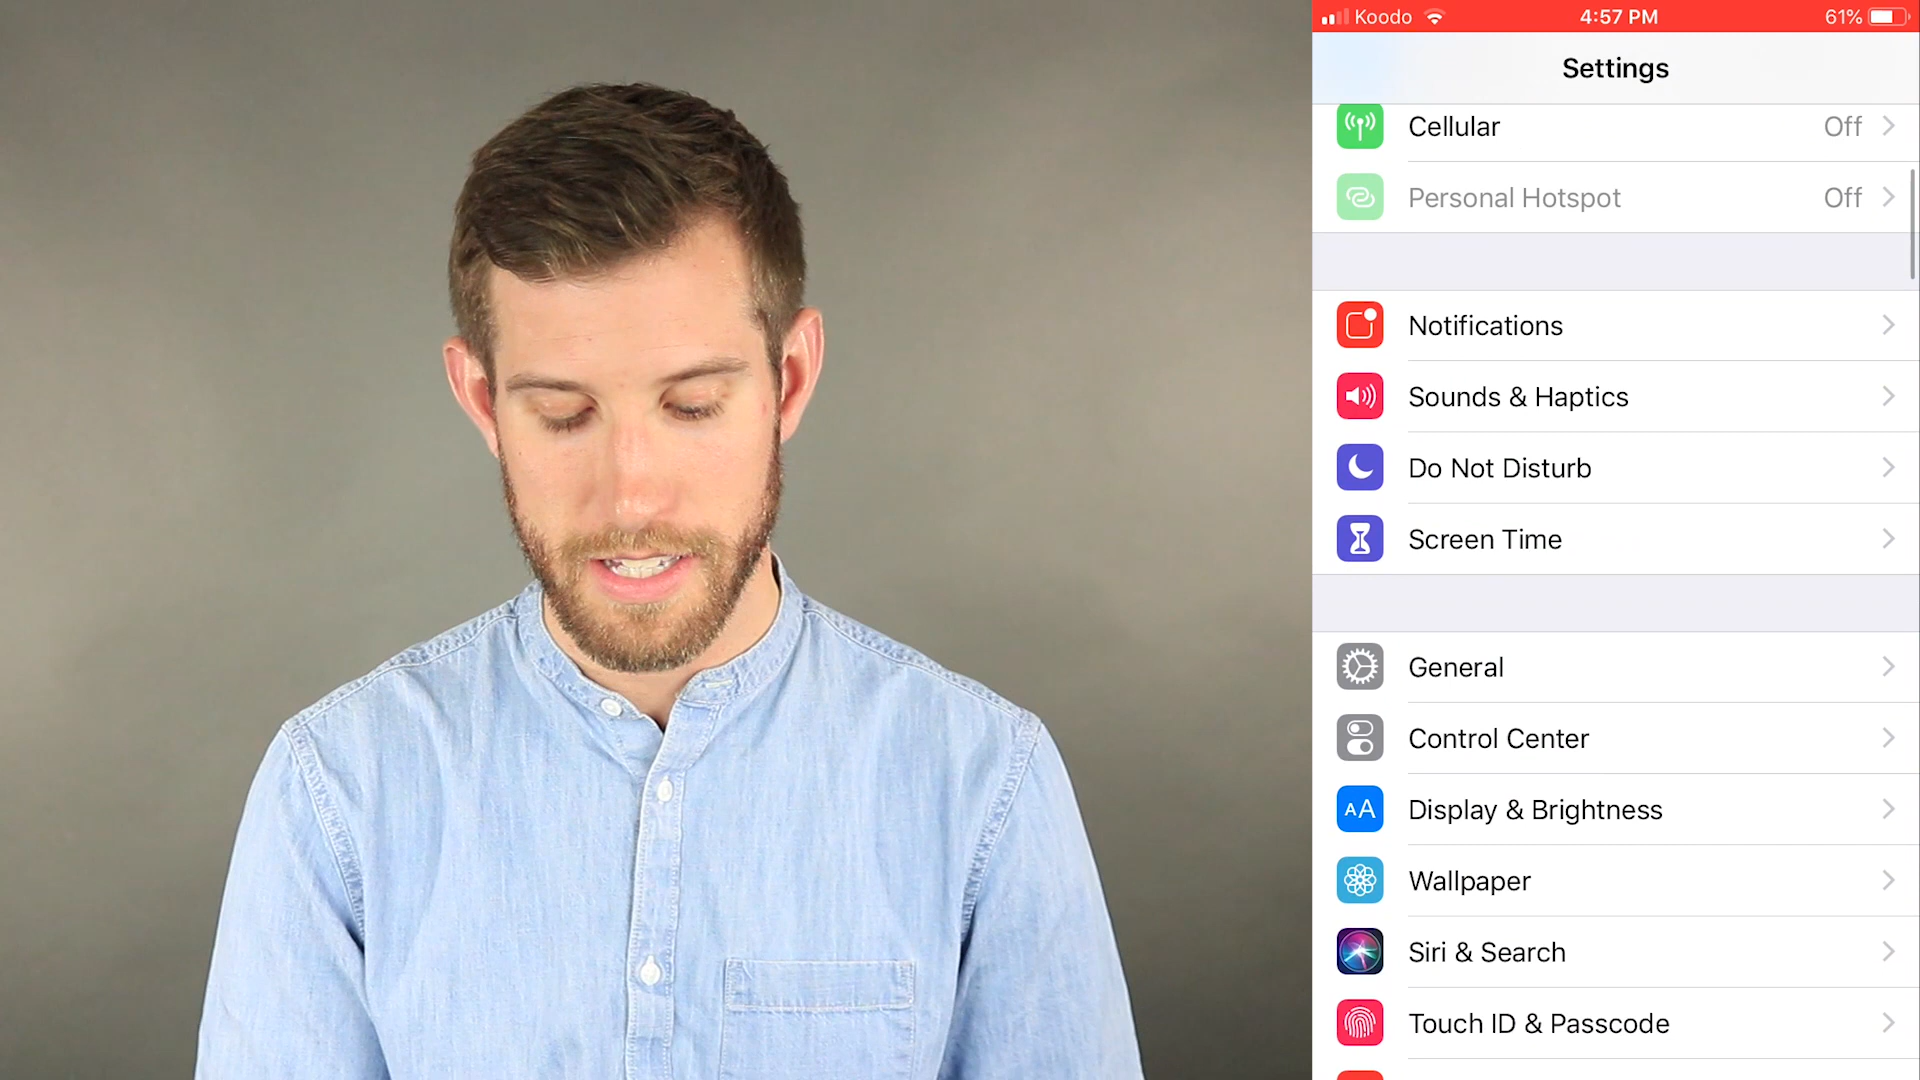 Koodo 4:57 PM 61%
Settings
Cellular Off
Personal Hotspot Off
Notifications
Sounds & Haptics
Do Not Disturb
Screen Time
General
Control Center
AA Display & Brightness
Wallpaper
Siri & Search
Touch ID & Passcode